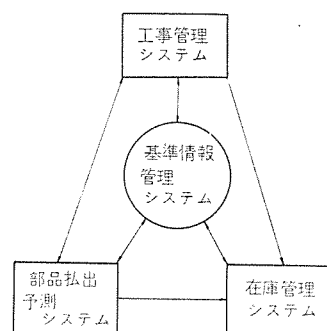 工事管理
システム
基準情報
管理
システム
部品払出
予測
システム
在庫管理
システム